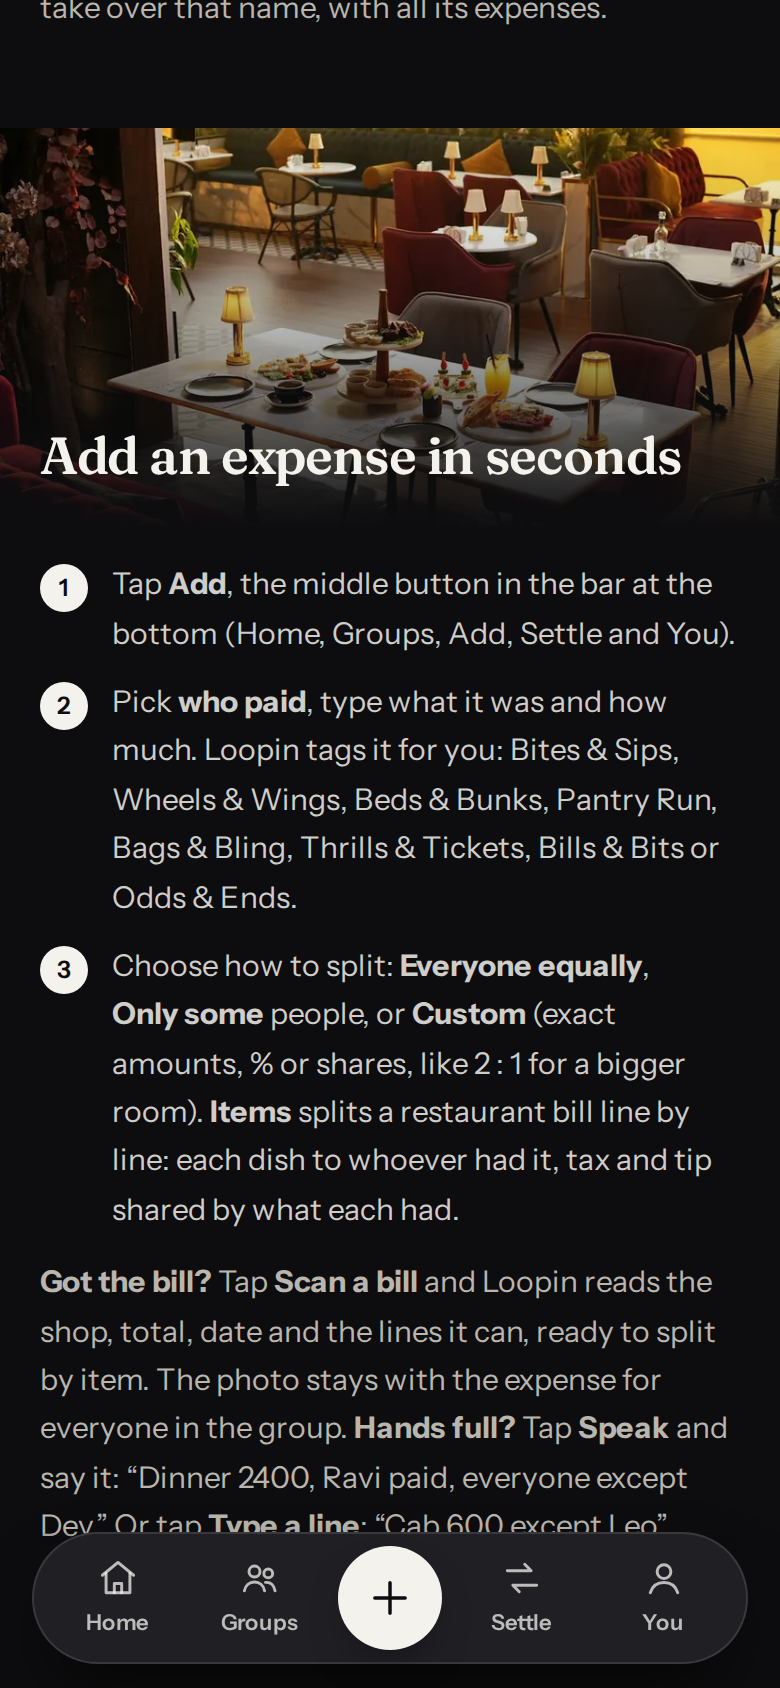 take over that name, with all its expenses.
Add an expense in seconds
1 Tap Add, the middle button in the bar at the
bottom (Home, Groups, Add, Settle and You).
2 Pick who paid, type what it was and how
much. Loopin tags it for you: Bites & Sips,
Wheels & Wings, Beds & Bunks, Pantry Run,
Bags & Bling, Thrills & Tickets, Bills & Bits or
Odds & Ends.
3 Choose how to split: Everyone equally,
Only some people, or Custom (exact
amounts, % or shares, like 2 : 1 for a bigger
room). Items splits a restaurant bill line by
line: each dish to whoever had it, tax and tip
shared by what each had.
Got the bill? Tap Scan a bill and Loopin reads the
shop, total, date and the lines it can, ready to split
by item. The photo stays with the expense for
everyone in the group. Hands full? Tap Speak and
say it: “Dinner 2400, Ravi paid, everyone except
Dev.” Or tap Type a line: “Cab 600 except Leo”
Home Groups Settle You